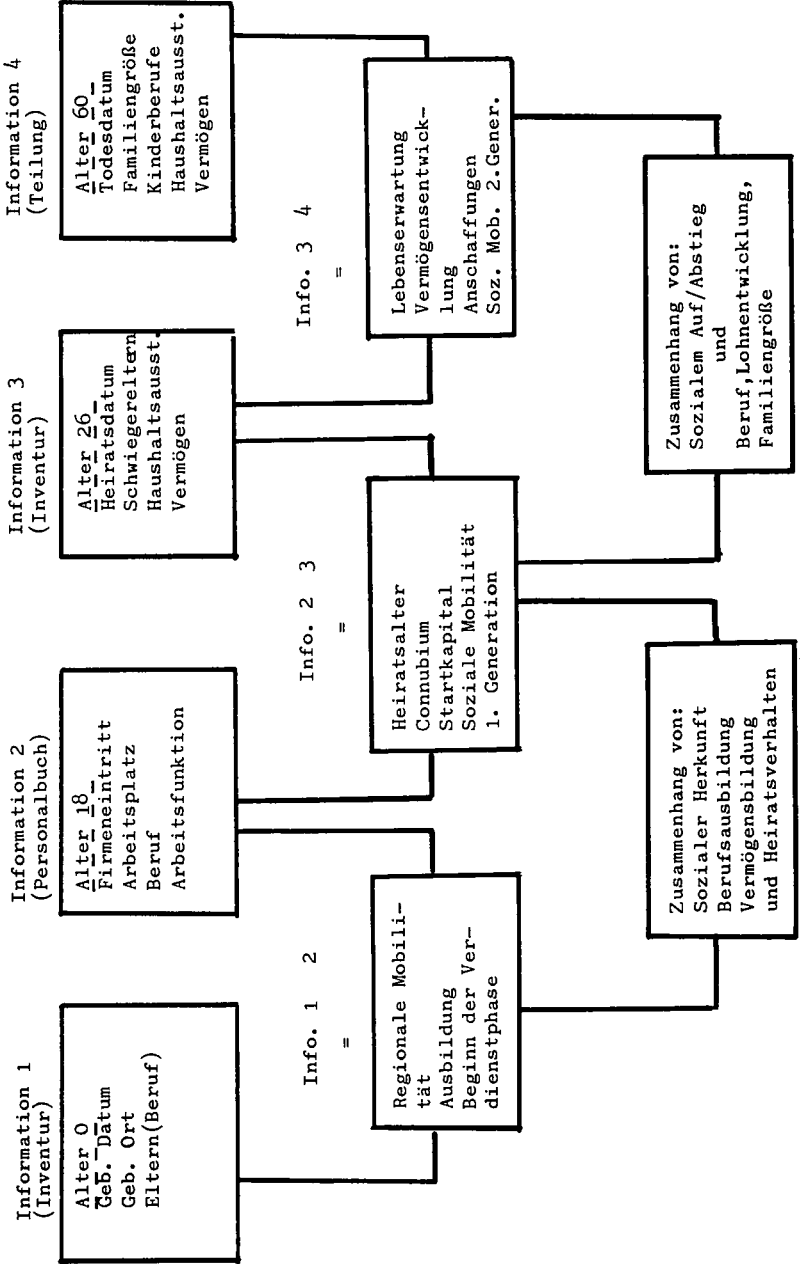 Information 1
(Inventur)
Alter 0
Geb. Datum
Geb. Ort
Eltern(Beruf)
Information 2
(Personalbuch)
Alter 18
Firmeneintritt
Arbeitsplatz
Beruf
Arbeitsfunktion
Information 3
(Inventur)
Alter 26
Heiratsdatum
Schwiegereltern
Haushaltsausst.
Vermögen
Information 4
(Teilung)
Alter 60
Todesdatum
Familiengröße
Kinderberufe
Haushaltsausst.
Vermögen
Info. 1 2
=
Regionale Mobili-
tät
Ausbildung
Beginn der Ver-
dienstphase
Info. 2 3
=
Heiratsalter
Connubium
Startkapital
Soziale Mobilität
1. Generation
Info. 3 4
=
Lebenserwartung
Vermögensentwick-
lung
Anschaffungen
Soz. Mob. 2.Gener.
Zusammenhang von:
Sozialer Herkunft
Berufsausbildung
Vermögensbildung
und Heiratsverhalten
Zusammenhang von:
Sozialem Auf/Abstieg
und
Beruf,Lohnentwicklung,
Familiengröße